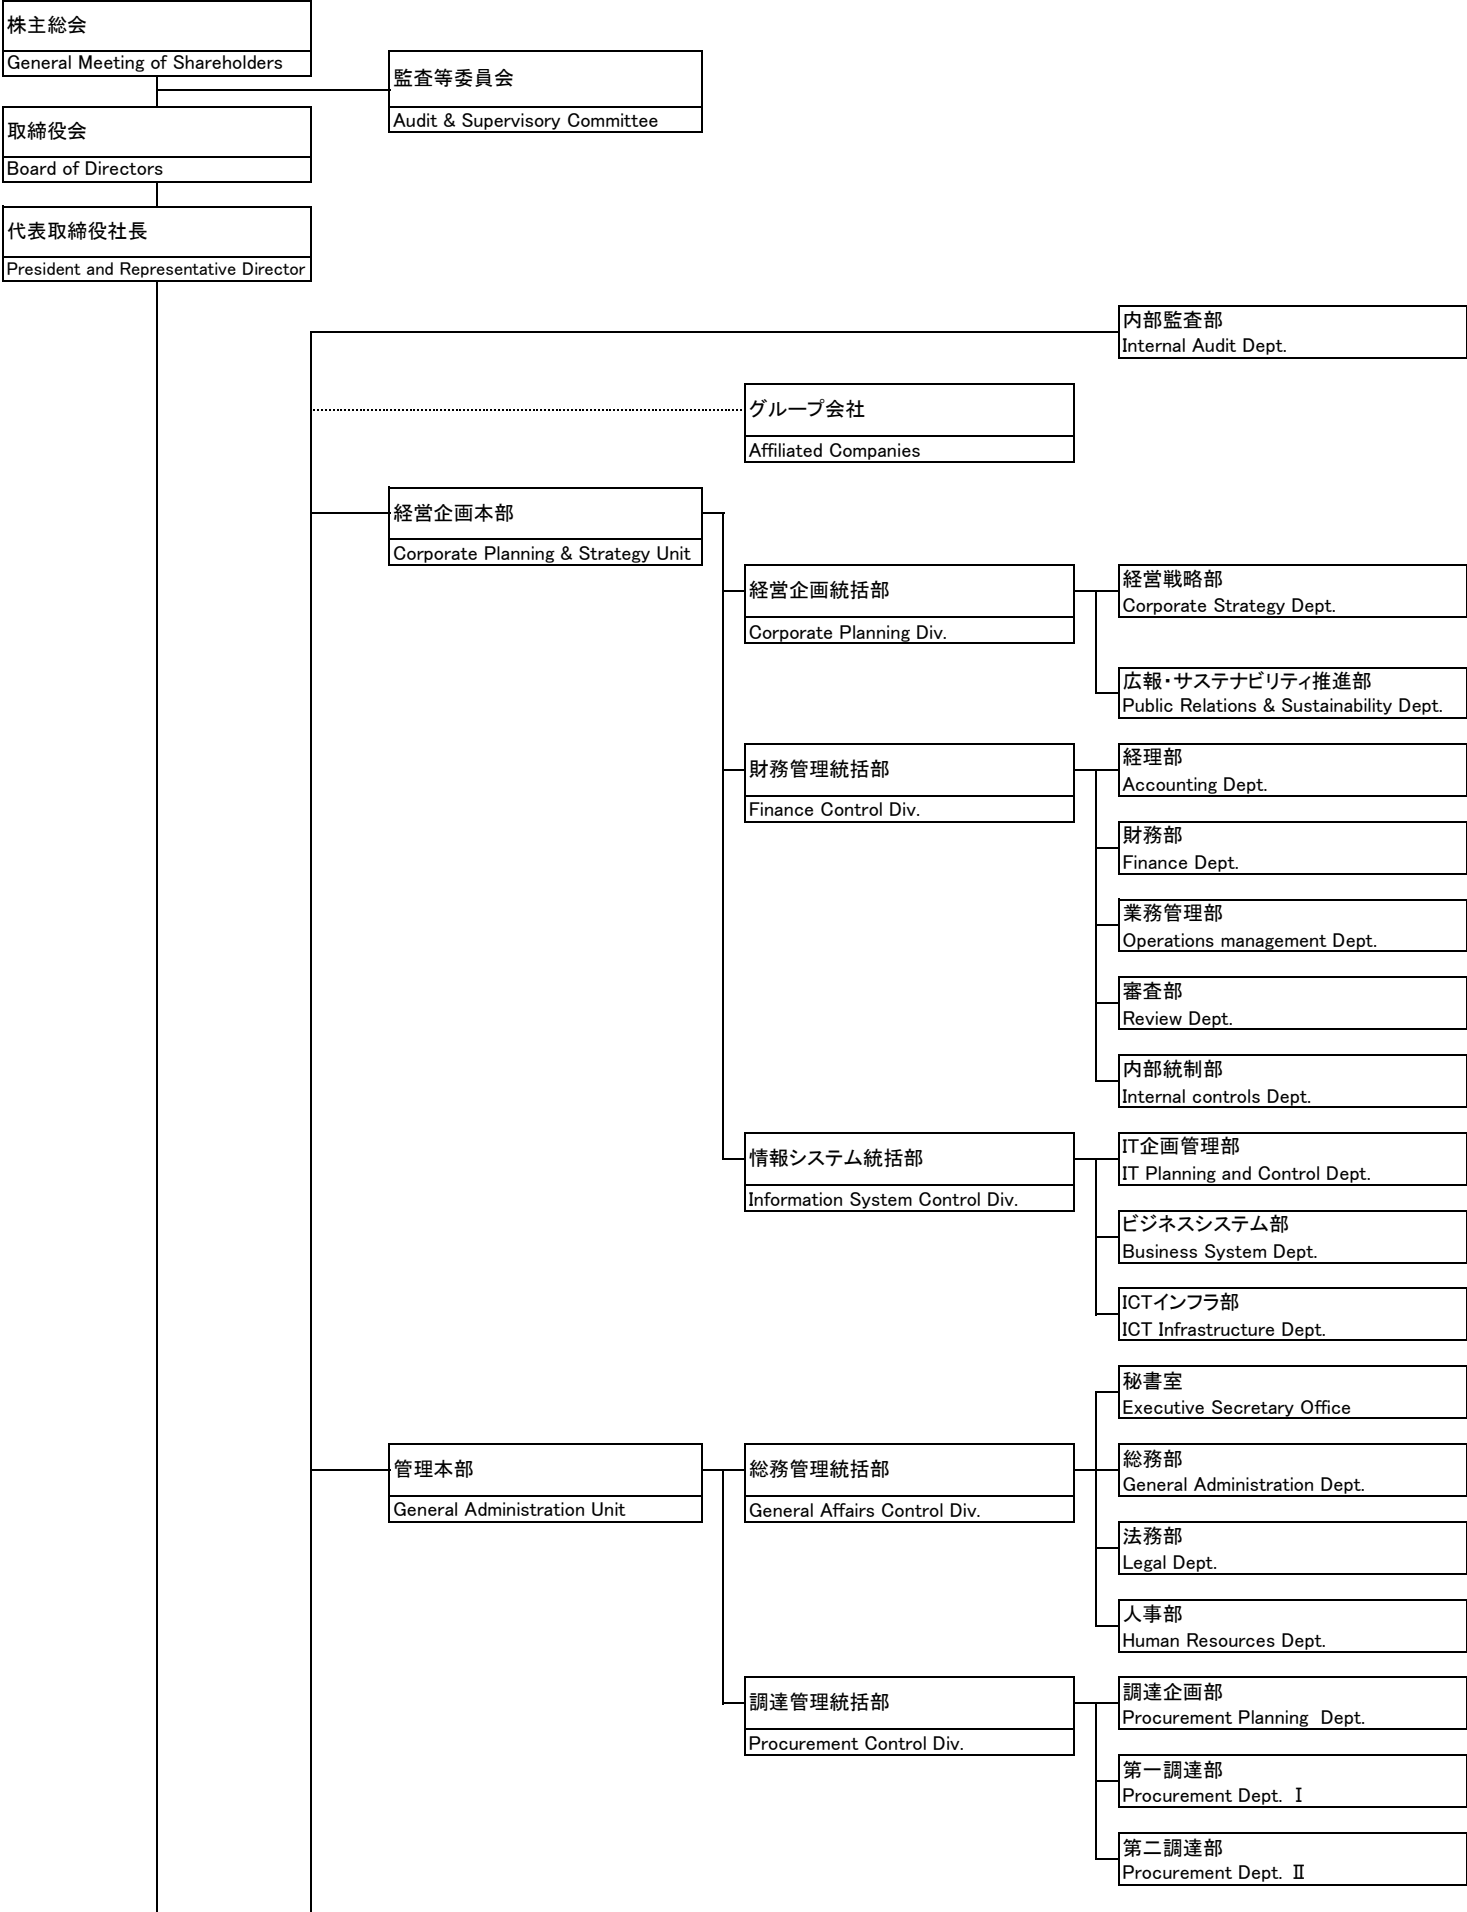 株主総会
General Meeting of Shareholders
監査等委員会
Audit & Supervisory Committee
取締役会
Board of Directors
代表取締役社長
President and Representative Director
内部監査部
Internal Audit Dept.
グループ会社
Affiliated Companies
経営企画本部
Corporate Planning & Strategy Unit
経営企画統括部
Corporate Planning Div.
経営戦略部
Corporate Strategy Dept.
広報・サステナビリティ推進部
Public Relations & Sustainability Dept.
財務管理統括部
Finance Control Div.
経理部
Accounting Dept.
財務部
Finance Dept.
業務管理部
Operations management Dept.
審査部
Review Dept.
内部統制部
Internal controls Dept.
情報システム統括部
Information System Control Div.
IT企画管理部
IT Planning and Control Dept.
ビジネスシステム部
Business System Dept.
ICTインフラ部
ICT Infrastructure Dept.
秘書室
Executive Secretary Office
管理本部
General Administration Unit
総務管理統括部
General Affairs Control Div.
総務部
General Administration Dept.
法務部
Legal Dept.
人事部
Human Resources Dept.
調達管理統括部
Procurement Control Div.
調達企画部
Procurement Planning  Dept.
第一調達部
Procurement Dept. Ⅰ
第二調達部
Procurement Dept. Ⅱ